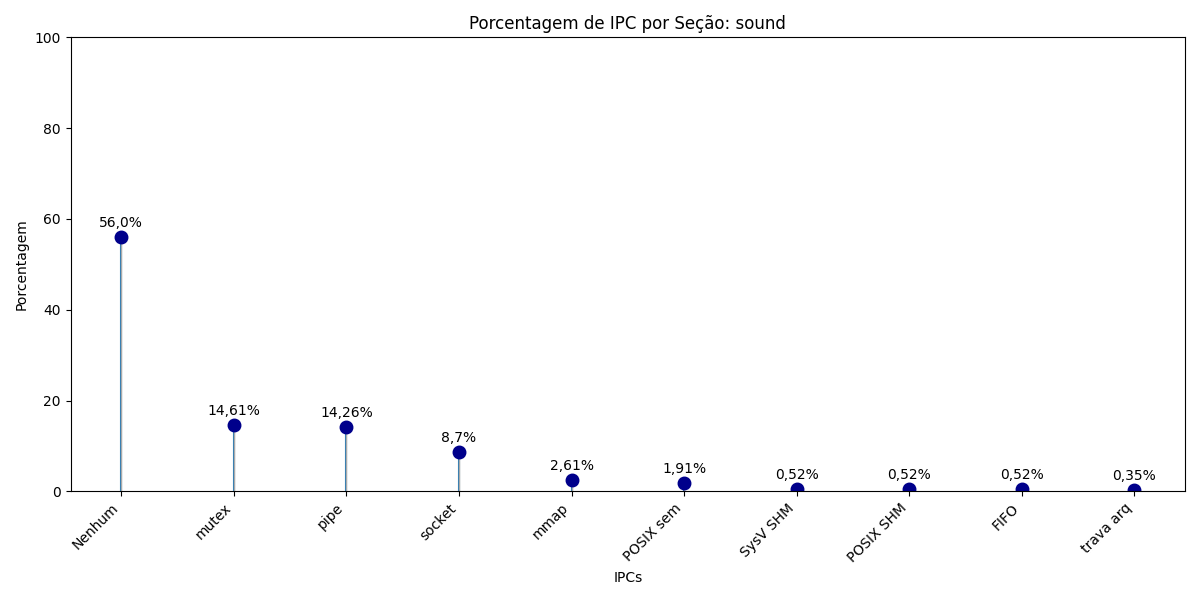 Porcentagem de IPC por Seção: sound
100
80
60
40
20
0
Porcentagem
56,0%
14,61%
14,26%
8,7%
2,61%
1,91%
0,52%
0,52%
0,52%
0,35%
Nenhum
mutex
pipe
socket
mmap
POSIX sem
SysV SHM
POSIX SHM
FIFO
trava arq
IPCs